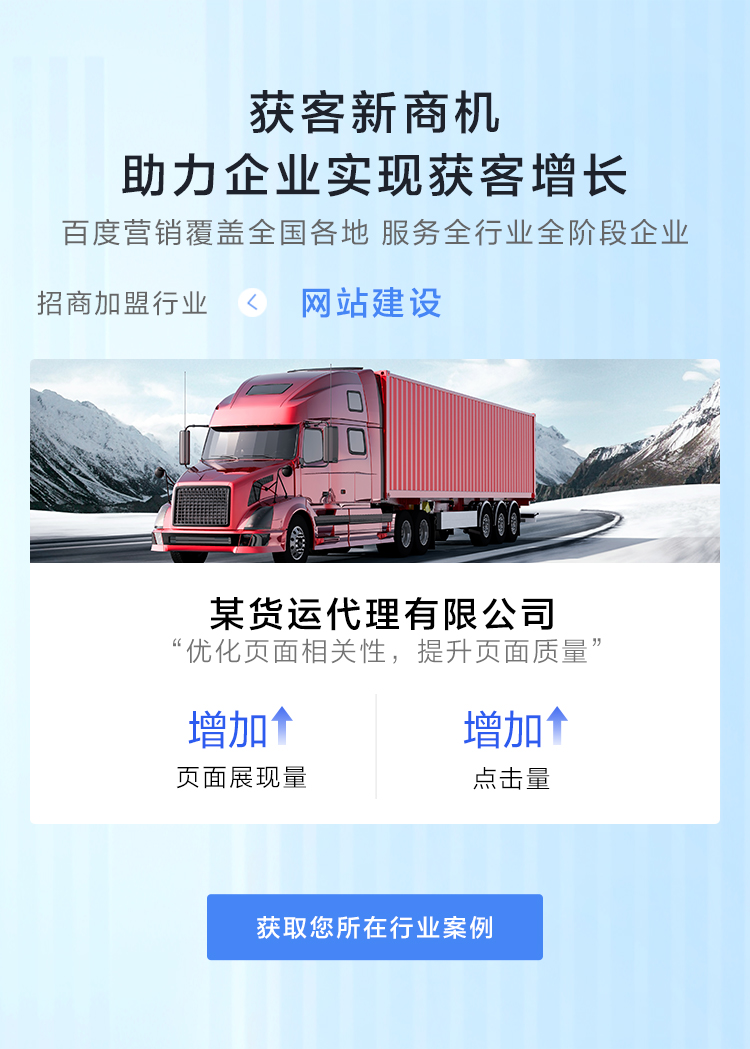 获客新商机
助力企业实现获客增长
百度营销覆盖全国各地 服务全行业全阶段企业
招商加盟行业 网站建设
某货运代理有限公司
“优化页面相关性，提升页面质量”
增加 增加
页面展现量 点击量
获取您所在行业案例